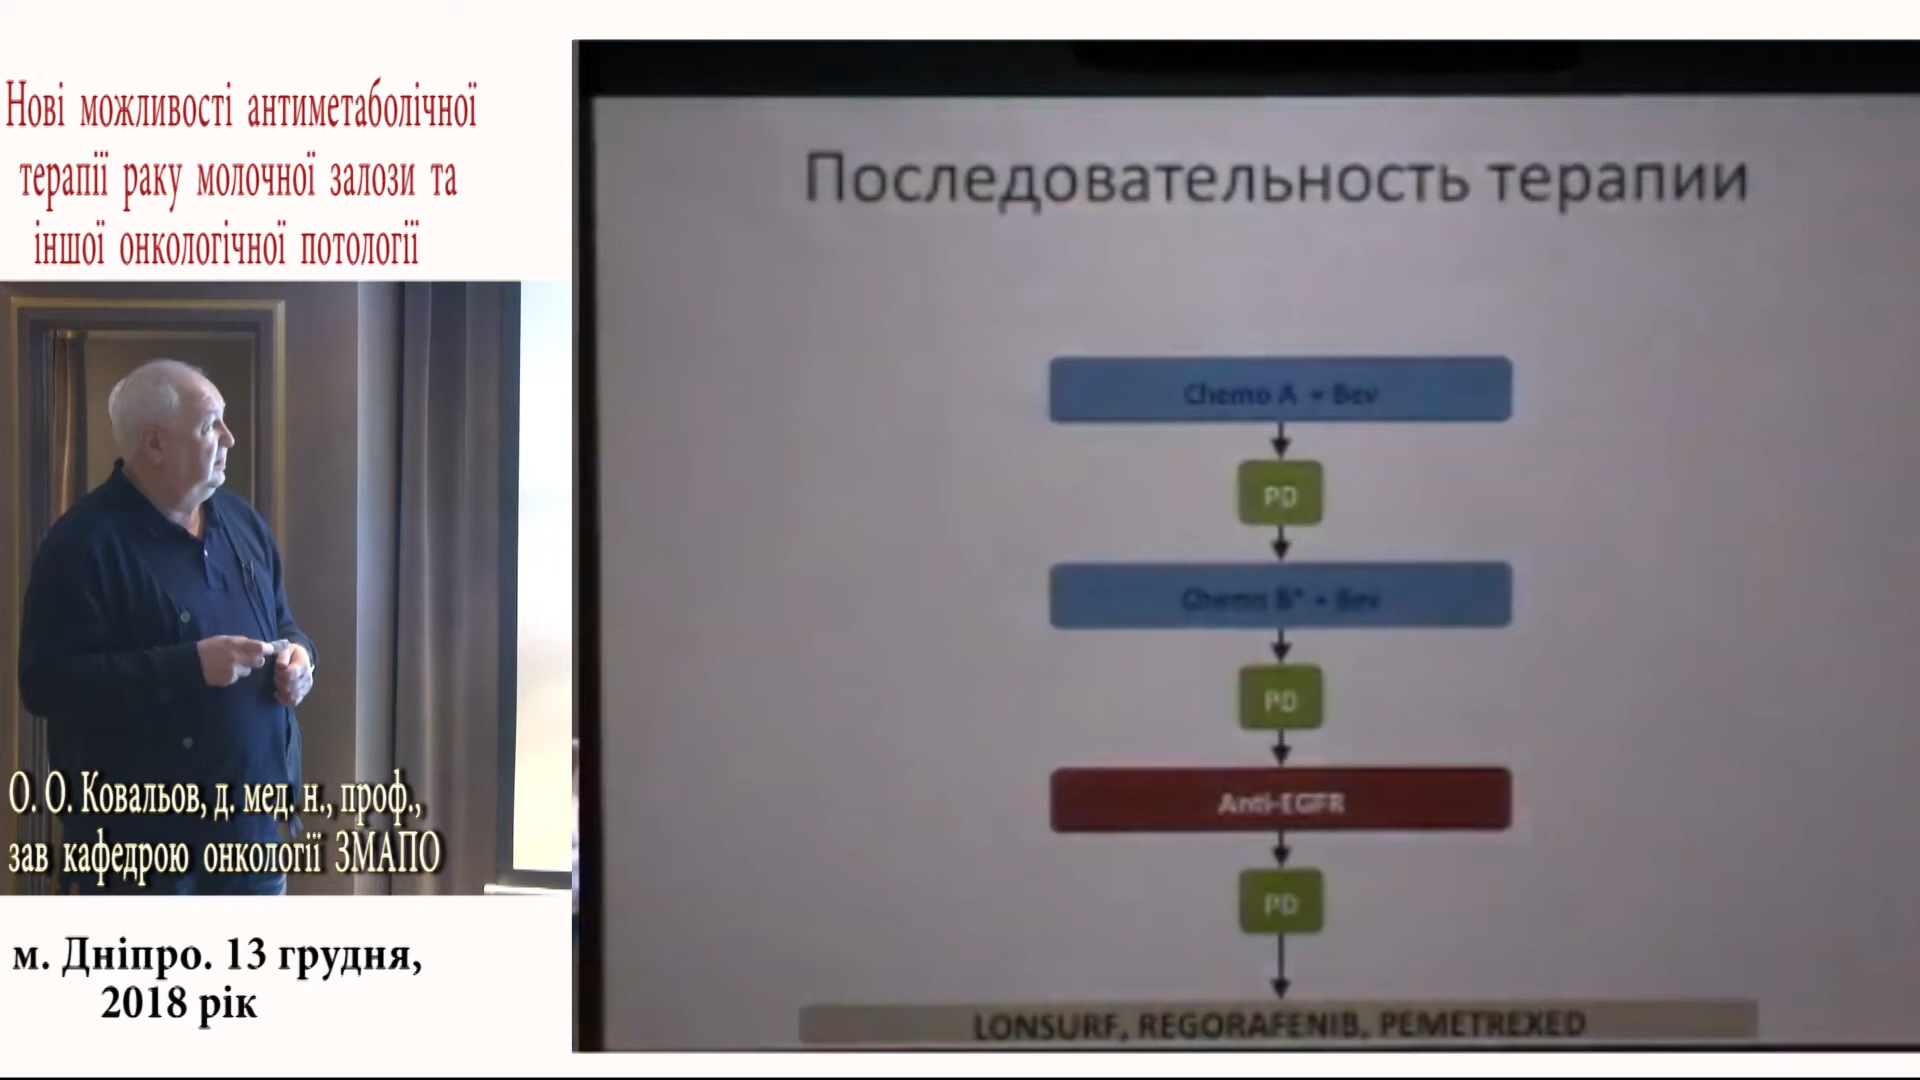 Нові можливості антиметаболічної
терапії раку молочної залози та
іншої онкологічної потології
О. О. Ковальов, д. мед. н., проф.,
зав кафедрою онкології ЗМАПО
м. Дніпро. 13 грудня,
2018 рік
Последовательность терапии
Chemo A + Bev
PD
Chemo B* + Bev
PD
Anti-EGFR
PD
LONSURF, REGORAFENIB, PEMETREXED